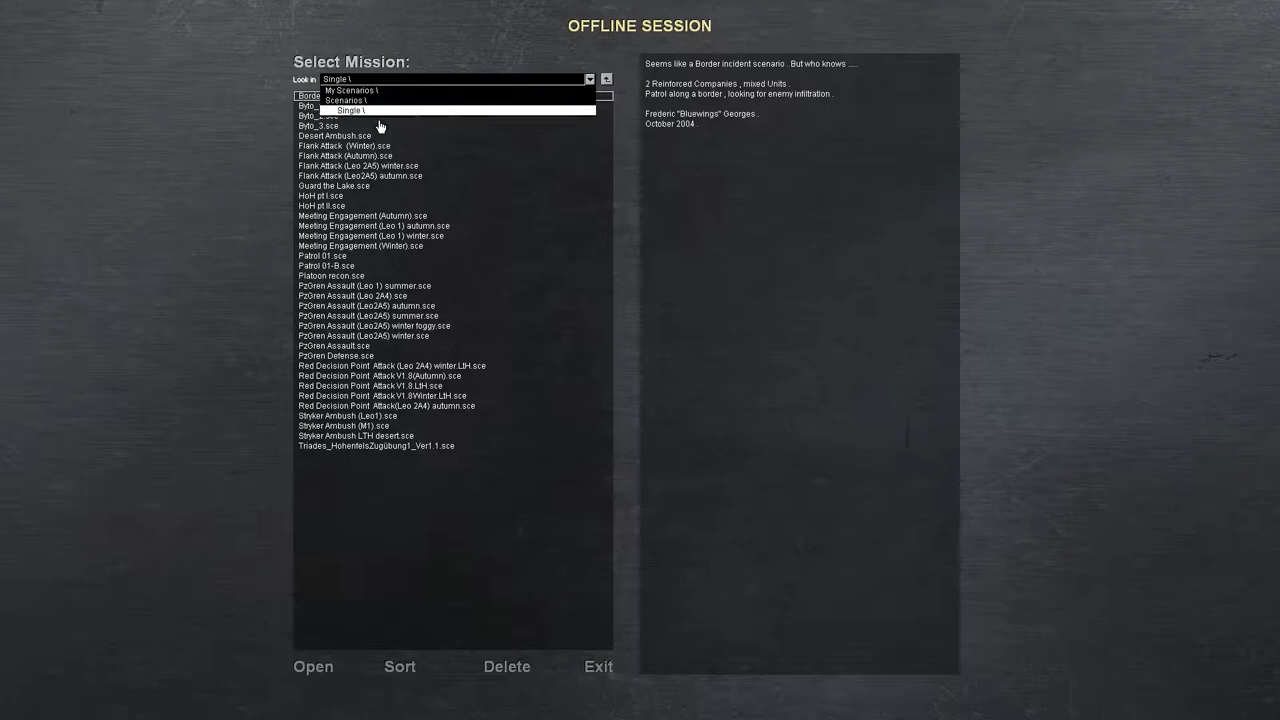 OFFLINE SESSION
Select Mission:
Look in
Single \
My Scenarios \
Scenarios \
Single \
Byto_3.sce
Desert Ambush.sce
Flank Attack (Winter).sce
Flank Attack (Autumn).sce
Flank Attack (Leo 2A5) winter.sce
Flank Attack (Leo2A5) autumn.sce
Guard the Lake.sce
HoH pt I.sce
HoH pt II.sce
Meeting Engagement (Autumn).sce
Meeting Engagement (Leo 1) autumn.sce
Meeting Engagement (Leo 1) winter.sce
Meeting Engagement (Winter).sce
Patrol 01.sce
Patrol 01-B.sce
Platoon recon.sce
PzGren Assault (Leo 1) summer.sce
PzGren Assault (Leo 2A4).sce
PzGren Assault (Leo2A5) autumn.sce
PzGren Assault (Leo2A5) summer.sce
PzGren Assault (Leo2A5) winter foggy.sce
PzGren Assault (Leo2A5) winter.sce
PzGren Assault.sce
PzGren Defense.sce
Red Decision Point Attack (Leo 2A4) winter.LtH.sce
Red Decision Point Attack V1.8(Autumn).sce
Red Decision Point Attack V1.8.LtH.sce
Red Decision Point Attack V1.8Winter.LtH.sce
Red Decision Point Attack(Leo 2A4) autumn.sce
Stryker Ambush (Leo1).sce
Stryker Ambush (M1).sce
Stryker Ambush LTH desert.sce
Triades_HohenfelsZugübung1_Ver1.1.sce
Open Sort Delete Exit
Seems like a Border incident scenario . But who knows .....
2 Reinforced Companies , mixed Units .
Patrol along a border , looking for enemy infiltration .
Frederic "Bluewings" Georges .
October 2004 .